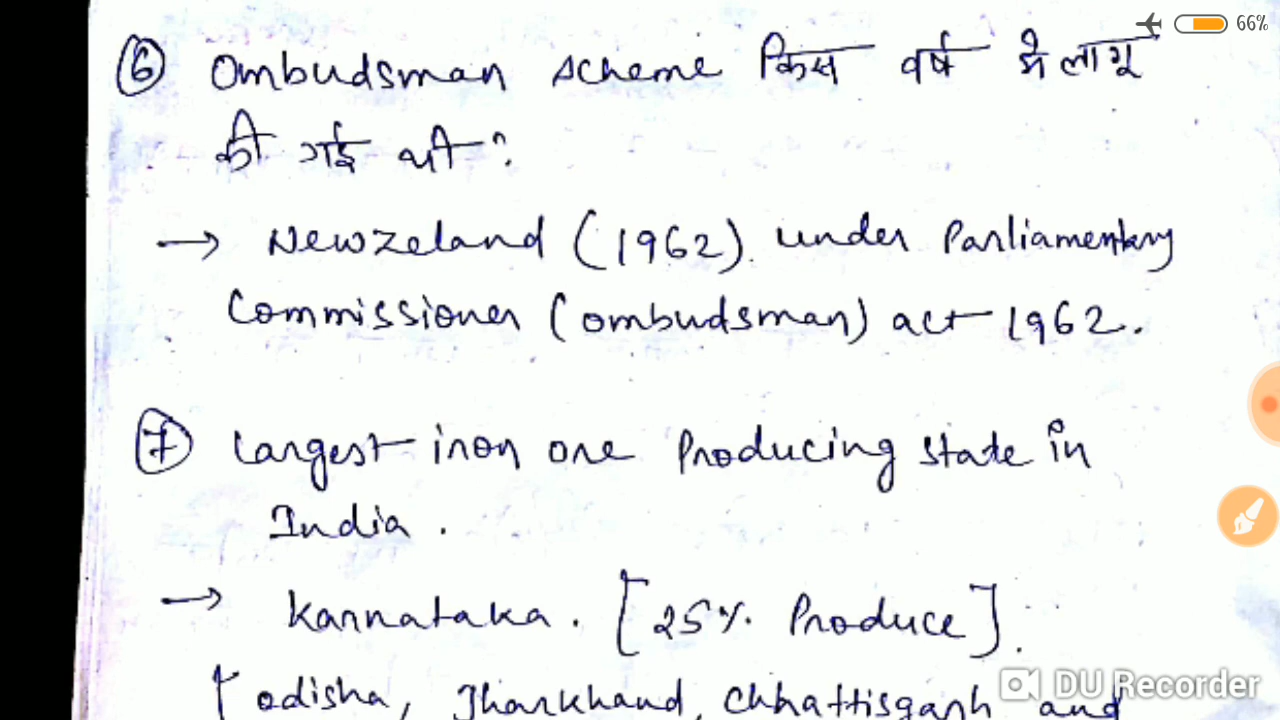 66%
⑥ Ombudsman scheme किस वर्ष मे लागू
की गई थी?
→ Newzeland (1962) under Parliamentary
Commissioner (ombudsman) act 1962.
⑦ Largest iron ore Producing state in
India.
→ Karnataka. [25% Produce].
[odisha, Jharkhand, Chhattisgarh and
DU Recorder